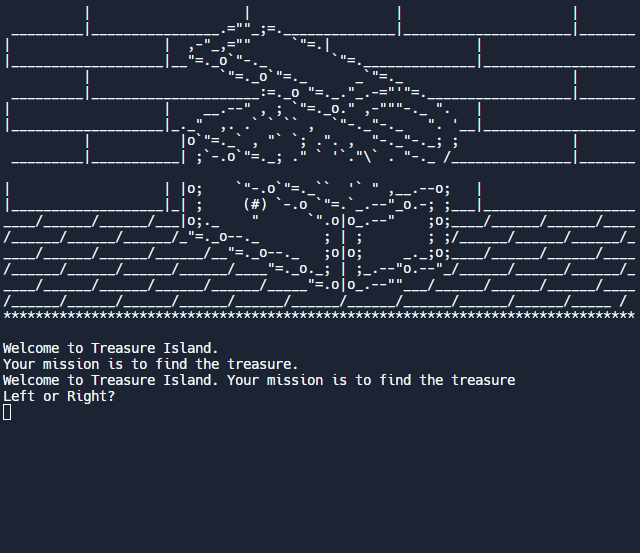 Welcome to Treasure Island.
Your mission is to find the treasure.
Welcome to Treasure Island. Your mission is to find the treasure
Left or Right?